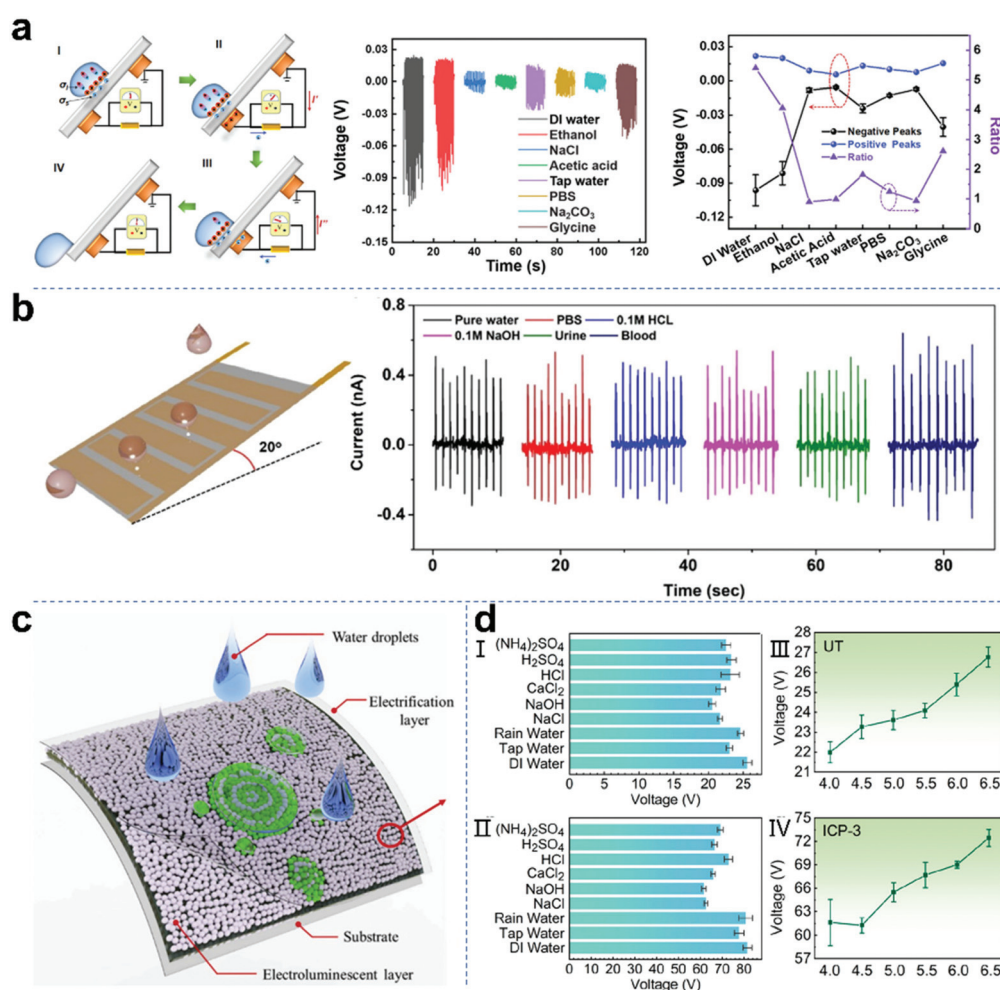 a
I
II
σl
σs
I'
IV
III
I''
0.03
0.00
-0.03
-0.06
-0.09
-0.12
-0.15
Voltage (V)
DI water
Ethanol
NaCl
Acetic acid
Tap water
PBS
Na2CO3
Glycine
0 20 40 60 80 100 120
Time (s)
0.03
0.00
-0.03
-0.06
-0.09
-0.12
Voltage (V)
Negative Peaks
Positive Peaks
Ratio
6
5
4
3
2
1
0
Ratio
DI Water
Ethanol
NaCl
Acetic Acid
Tap water
PBS
Na2CO3
Glycine
b
20°
0.8
0.4
0.0
-0.4
Current (nA)
Pure water PBS 0.1M HCL
0.1M NaOH Urine Blood
0 20 40 60 80
Time (sec)
c
Water droplets
Electrification
layer
Substrate
Electroluminescent layer
d
I
(NH4)2SO4
H2SO4
HCl
CaCl2
NaOH
NaCl
Rain Water
Tap Water
DI Water
0 5 10 15 20 25
Voltage (V)
III
UT
28
27
26
25
24
23
22
21
Voltage (V)
4.0 4.5 5.0 5.5 6.0 6.5
II
(NH4)2SO4
H2SO4
HCl
CaCl2
NaOH
NaCl
Rain Water
Tap Water
DI Water
0 10 20 30 40 50 60 70 80
Voltage (V)
IV
ICP-3
75
72
69
66
63
60
57
Voltage (V)
4.0 4.5 5.0 5.5 6.0 6.5